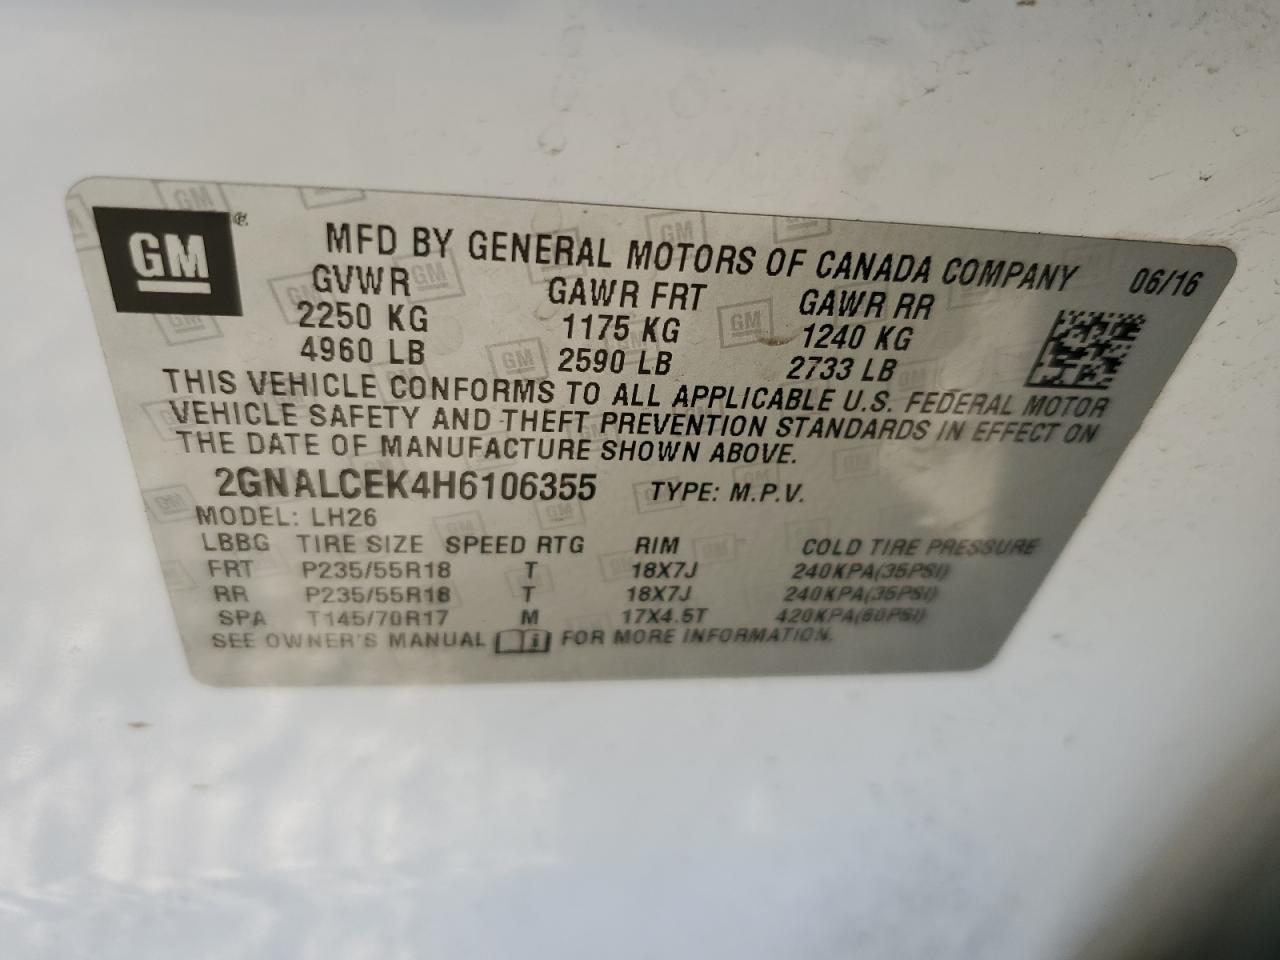 GM ® MFD BY GENERAL MOTORS OF CANADA COMPANY 06/16
GVWR GAWR FRT GAWR RR
2250 KG 1175 KG 1240 KG
4960 LB 2590 LB 2733 LB
THIS VEHICLE CONFORMS TO ALL APPLICABLE U.S. FEDERAL MOTOR
VEHICLE SAFETY AND THEFT PREVENTION STANDARDS IN EFFECT ON
THE DATE OF MANUFACTURE SHOWN ABOVE.
2GNALCEK4H6106355 TYPE: M.P.V.
MODEL: LH26
LBBG TIRE SIZE SPEED RTG RIM COLD TIRE PRESSURE
FRT P235/55R18 T 18X7J 240KPA(35PSI)
RR P235/55R18 T 18X7J 240KPA(35PSI)
SPA T145/70R17 M 17X4.5T 420KPA(60PSI)
SEE OWNER'S MANUAL i FOR MORE INFORMATION.